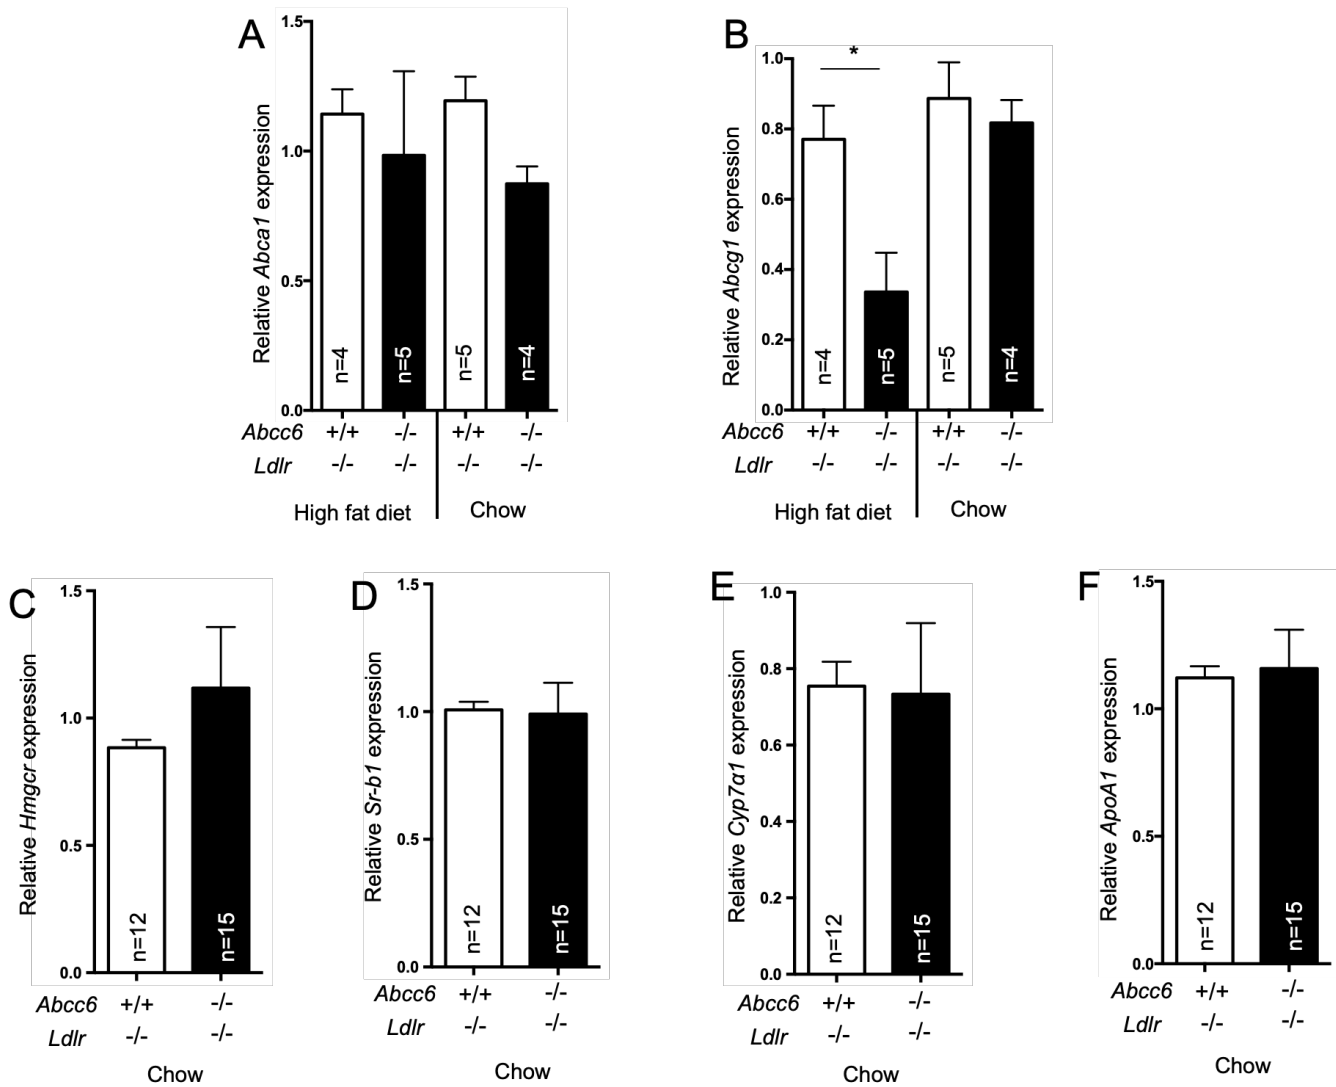 A
Relative Abca1 expression
1.5
1.0
0.5
0.0
n=4
n=5
n=5
n=4
Abcc6 +/+ -/- +/+ -/-
Ldlr -/- -/- -/- -/-
High fat diet Chow
B
Relative Abcg1 expression
1.0
0.8
0.6
0.4
0.2
0.0
*
n=4
n=5
n=5
n=4
Abcc6 +/+ -/- +/+ -/-
Ldlr -/- -/- -/- -/-
High fat diet Chow
C
Relative Hmgcr expression
1.5
1.0
0.5
0.0
n=12
n=15
Abcc6 +/+ -/-
Ldlr -/- -/-
Chow
D
Relative Sr-b1 expression
1.5
1.0
0.5
0.0
n=12
n=15
Abcc6 +/+ -/-
Ldlr -/- -/-
Chow
E
Relative Cyp7α1 expression
1.0
0.8
0.6
0.4
0.2
0.0
n=12
n=15
Abcc6 +/+ -/-
Ldlr -/- -/-
Chow
F
Relative ApoA1 expression
1.5
1.0
0.5
0.0
n=12
n=15
Abcc6 +/+ -/-
Ldlr -/- -/-
Chow